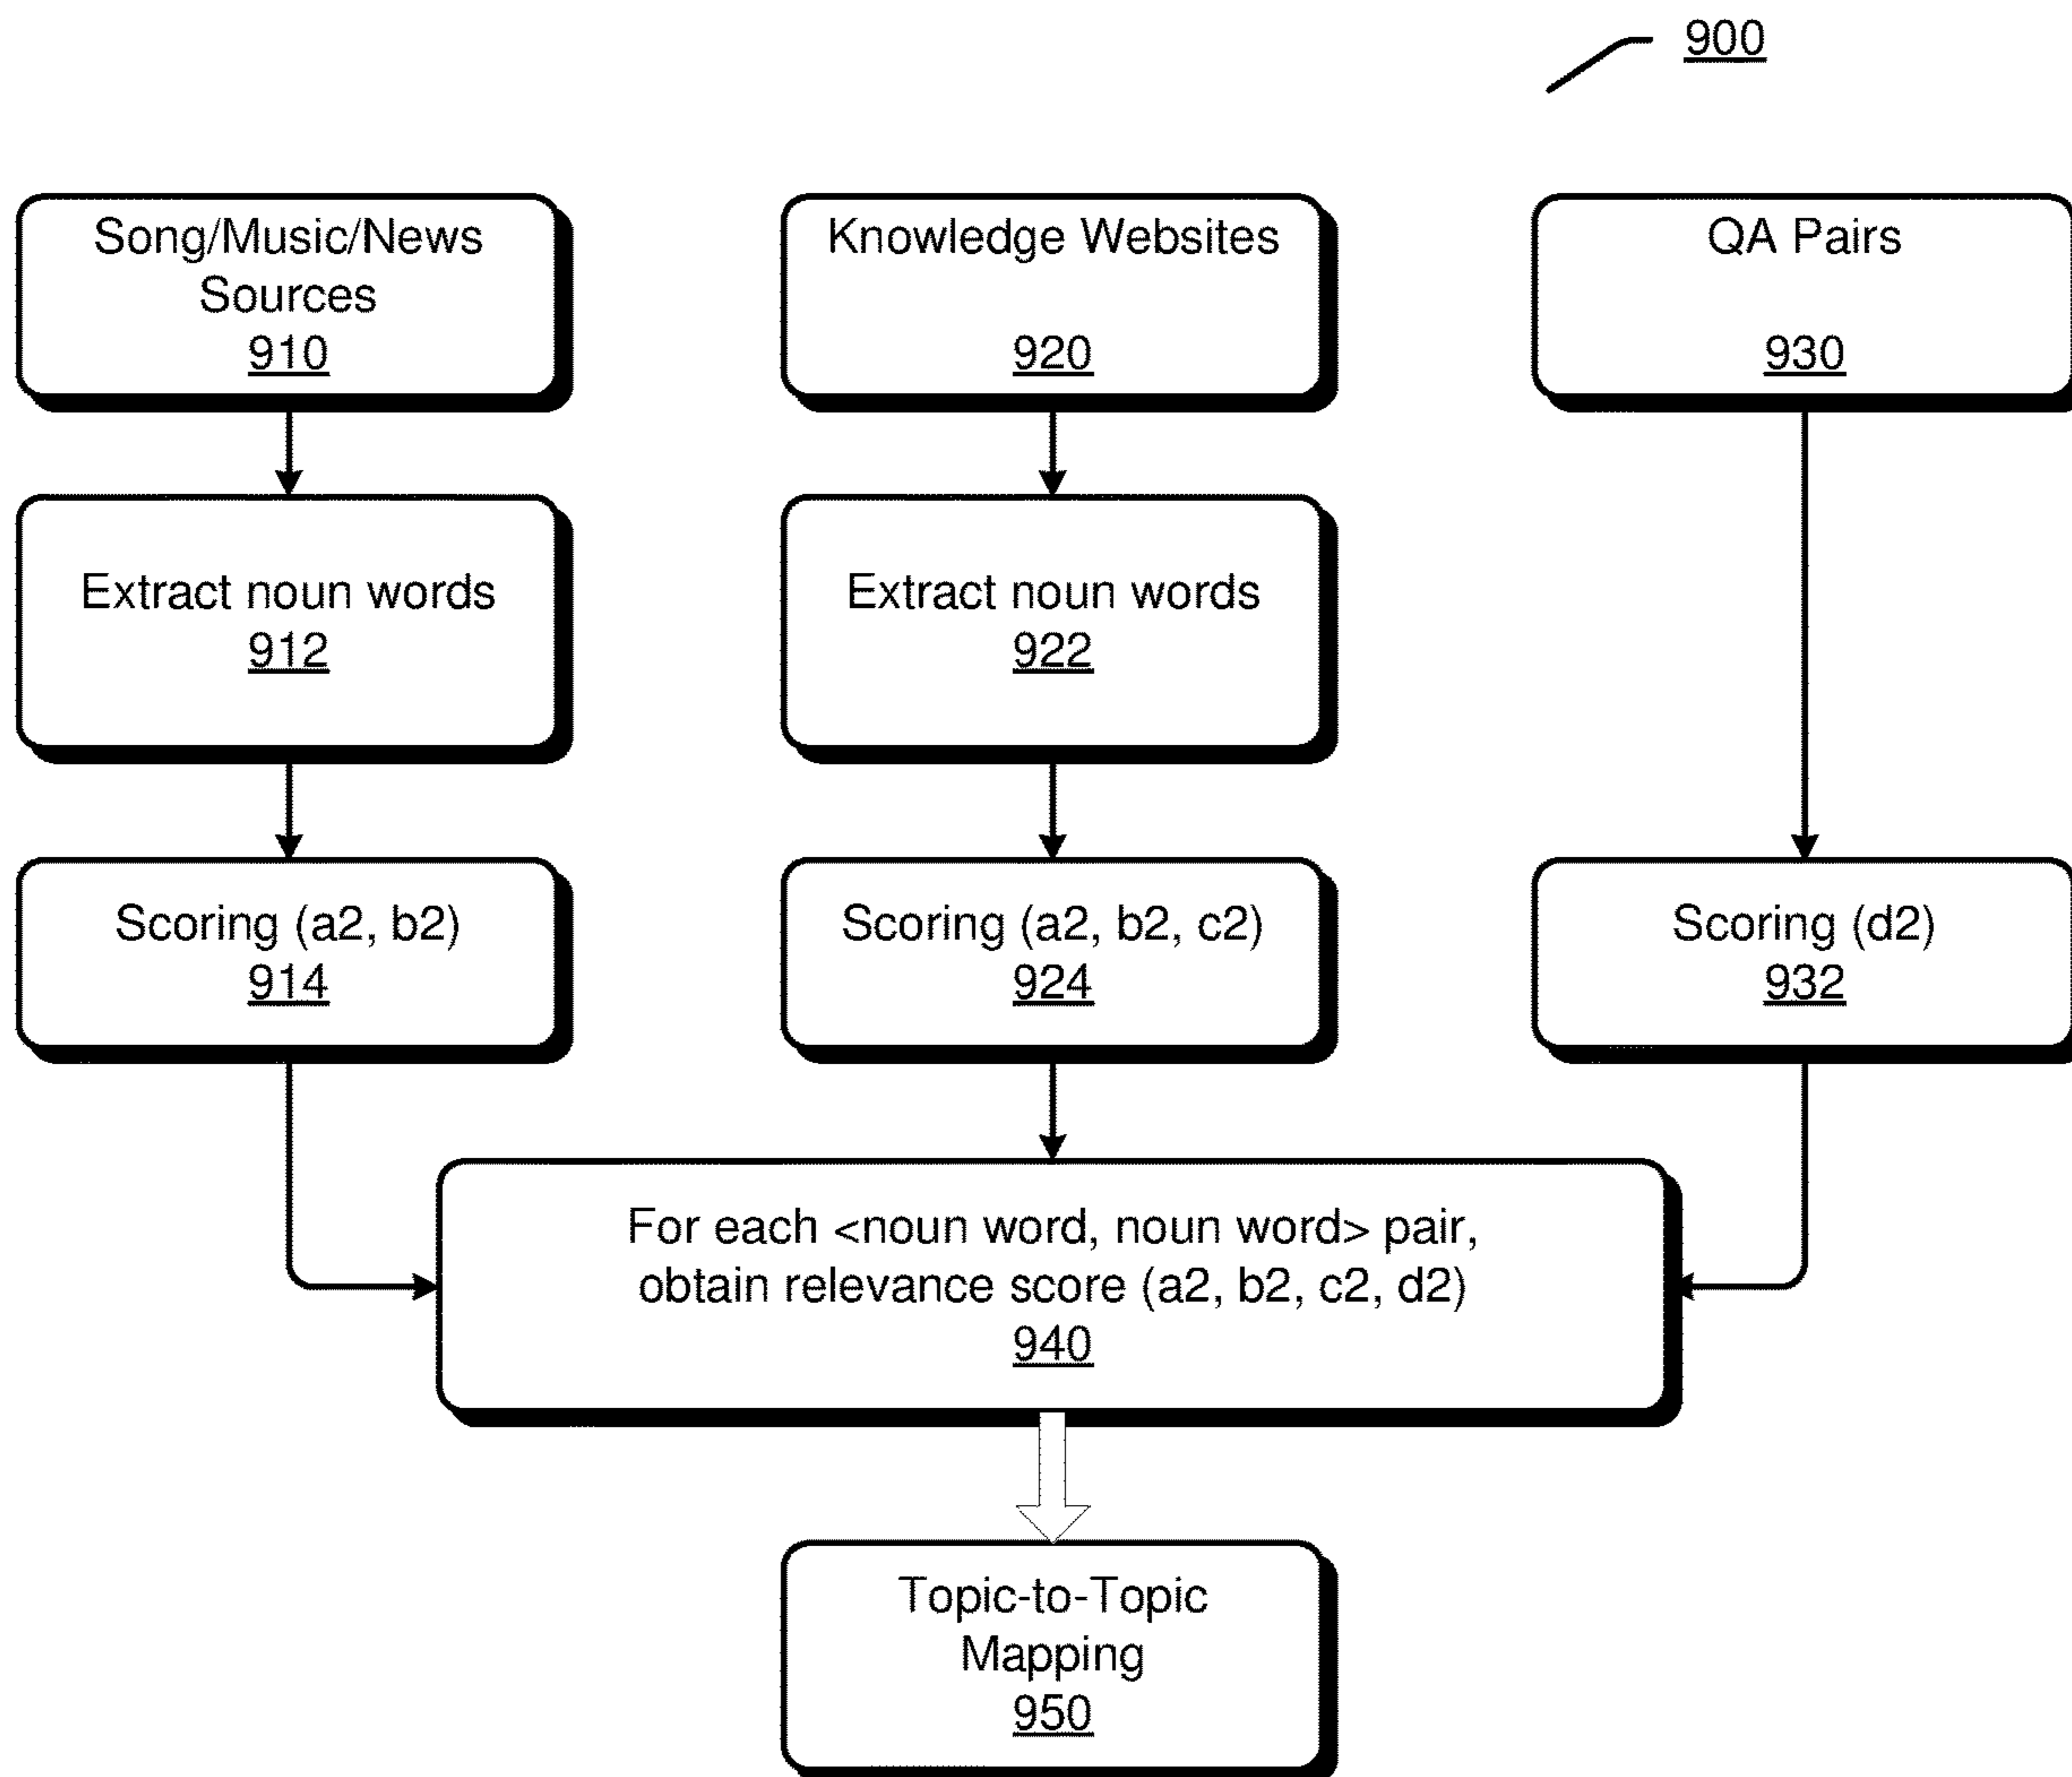 900
Song/Music/News
Sources
910
Knowledge Websites
920
QA Pairs
930
Extract noun words
912
Extract noun words
922
Scoring (a2, b2)
914
Scoring (a2, b2, c2)
924
Scoring (d2)
932
For each <noun word, noun word> pair,
obtain relevance score (a2, b2, c2, d2)
940
Topic-to-Topic
Mapping
950